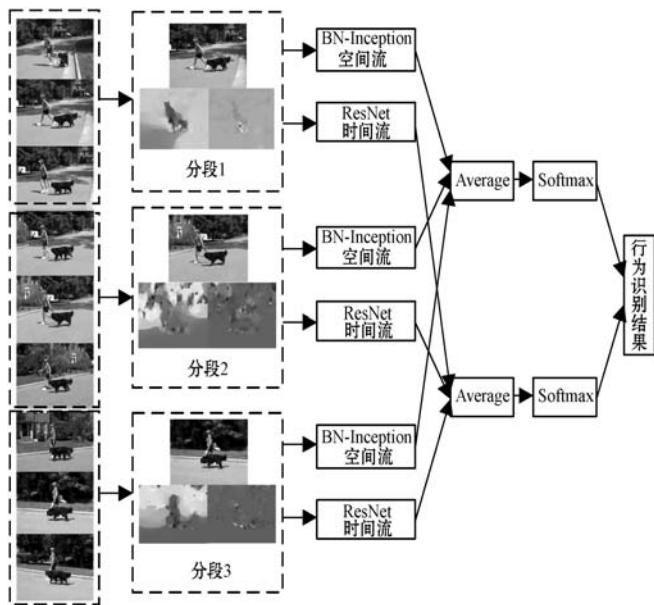 分段1
分段2
分段3
BN-Inception
空间流
ResNet
时间流
BN-Inception
空间流
ResNet
时间流
BN-Inception
空间流
ResNet
时间流
Average
Softmax
Average
Softmax
行为识别结果